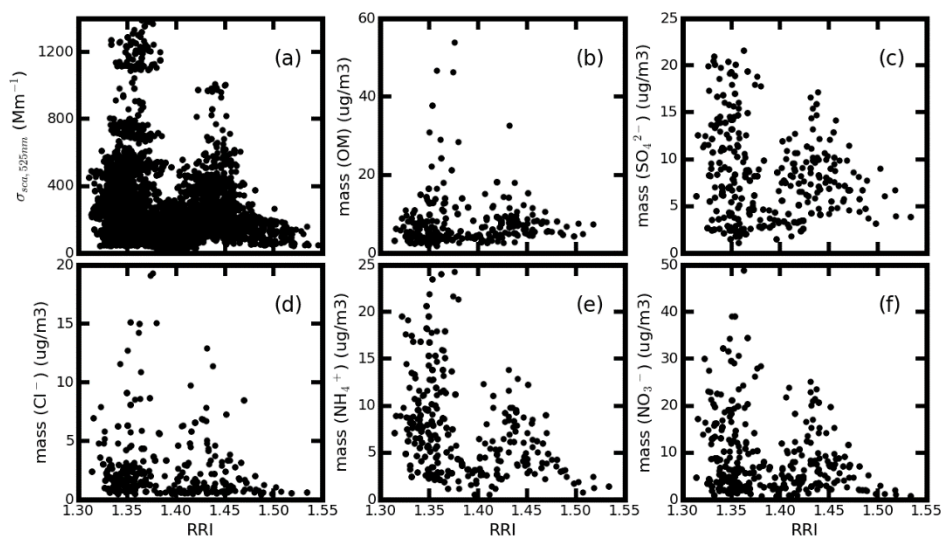 1200
800
400
0
σsca, 525nm (Mm⁻¹)
(a)
60
40
20
0
mass (OM) (ug/m3)
(b)
25
20
15
10
5
0
mass (SO₄²⁻) (ug/m3)
(c)
20
15
10
5
0
mass (Cl⁻) (ug/m3)
(d)
1.30 1.35 1.40 1.45 1.50 1.55
RRI
25
20
15
10
5
0
mass (NH₄⁺) (ug/m3)
(e)
1.30 1.35 1.40 1.45 1.50 1.55
RRI
50
40
30
20
10
0
mass (NO₃⁻) (ug/m3)
(f)
1.30 1.35 1.40 1.45 1.50 1.55
RRI